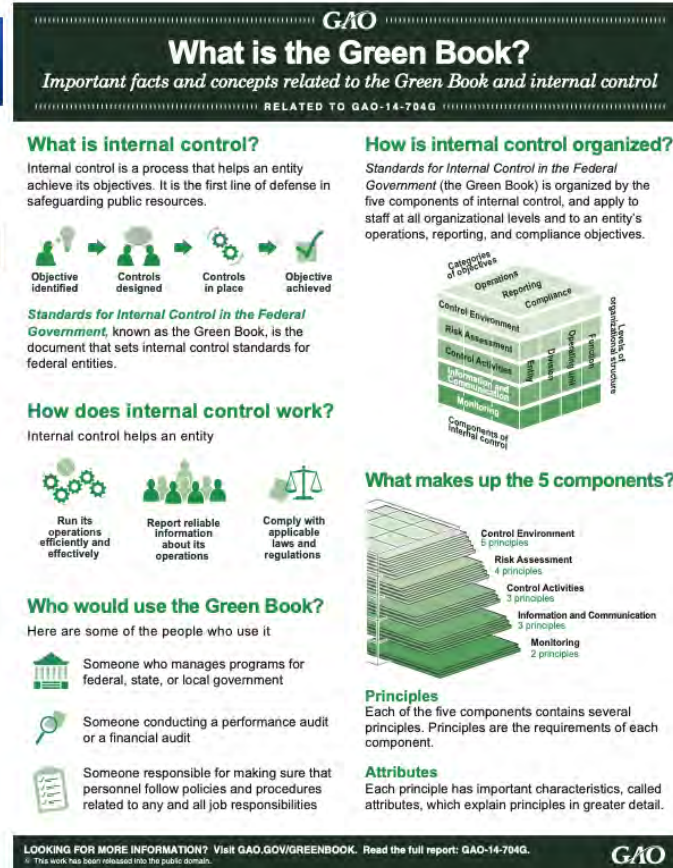 GAO
What is the Green Book?
Important facts and concepts related to the Green Book and internal control
RELATED TO GAO-14-704G
What is internal control?
Internal control is a process that helps an entity
achieve its objectives. It is the first line of defense in
safeguarding public resources.
Objective
identified
Controls
designed
Controls
in place
Objective
achieved
Standards for Internal Control in the Federal
Government, known as the Green Book, is the
document that sets internal control standards for
federal entities.
How does internal control work?
Internal control helps an entity
Run its
operations
efficiently and
effectively
Report reliable
information
about its
operations
Comply with
applicable
laws and
regulations
Who would use the Green Book?
Here are some of the people who use it
Someone who manages programs for
federal, state, or local government
Someone conducting a performance audit
or a financial audit
Someone responsible for making sure that
personnel follow policies and procedures
related to any and all job responsibilities
How is internal control organized?
Standards for Internal Control in the Federal
Government (the Green Book) is organized by the
five components of internal control, and apply to
staff at all organizational levels and to an entity's
operations, reporting, and compliance objectives.
Categories
of objectives
Operations
Reporting
Compliance
Control Environment
Risk Assessment
Control Activities
Information and
Communication
Monitoring
Entity
Division
Operating unit
Function
Levels of
organizational structure
Components of
internal control
What makes up the 5 components?
Control Environment
5 principles
Risk Assessment
4 principles
Control Activities
3 principles
Information and Communication
3 principles
Monitoring
2 principles
Principles
Each of the five components contains several
principles. Principles are the requirements of each
component.
Attributes
Each principle has important characteristics, called
attributes, which explain principles in greater detail.
LOOKING FOR MORE INFORMATION? Visit GAO.GOV/GREENBOOK. Read the full report: GAO-14-704G.
This work has been released into the public domain.
GAO